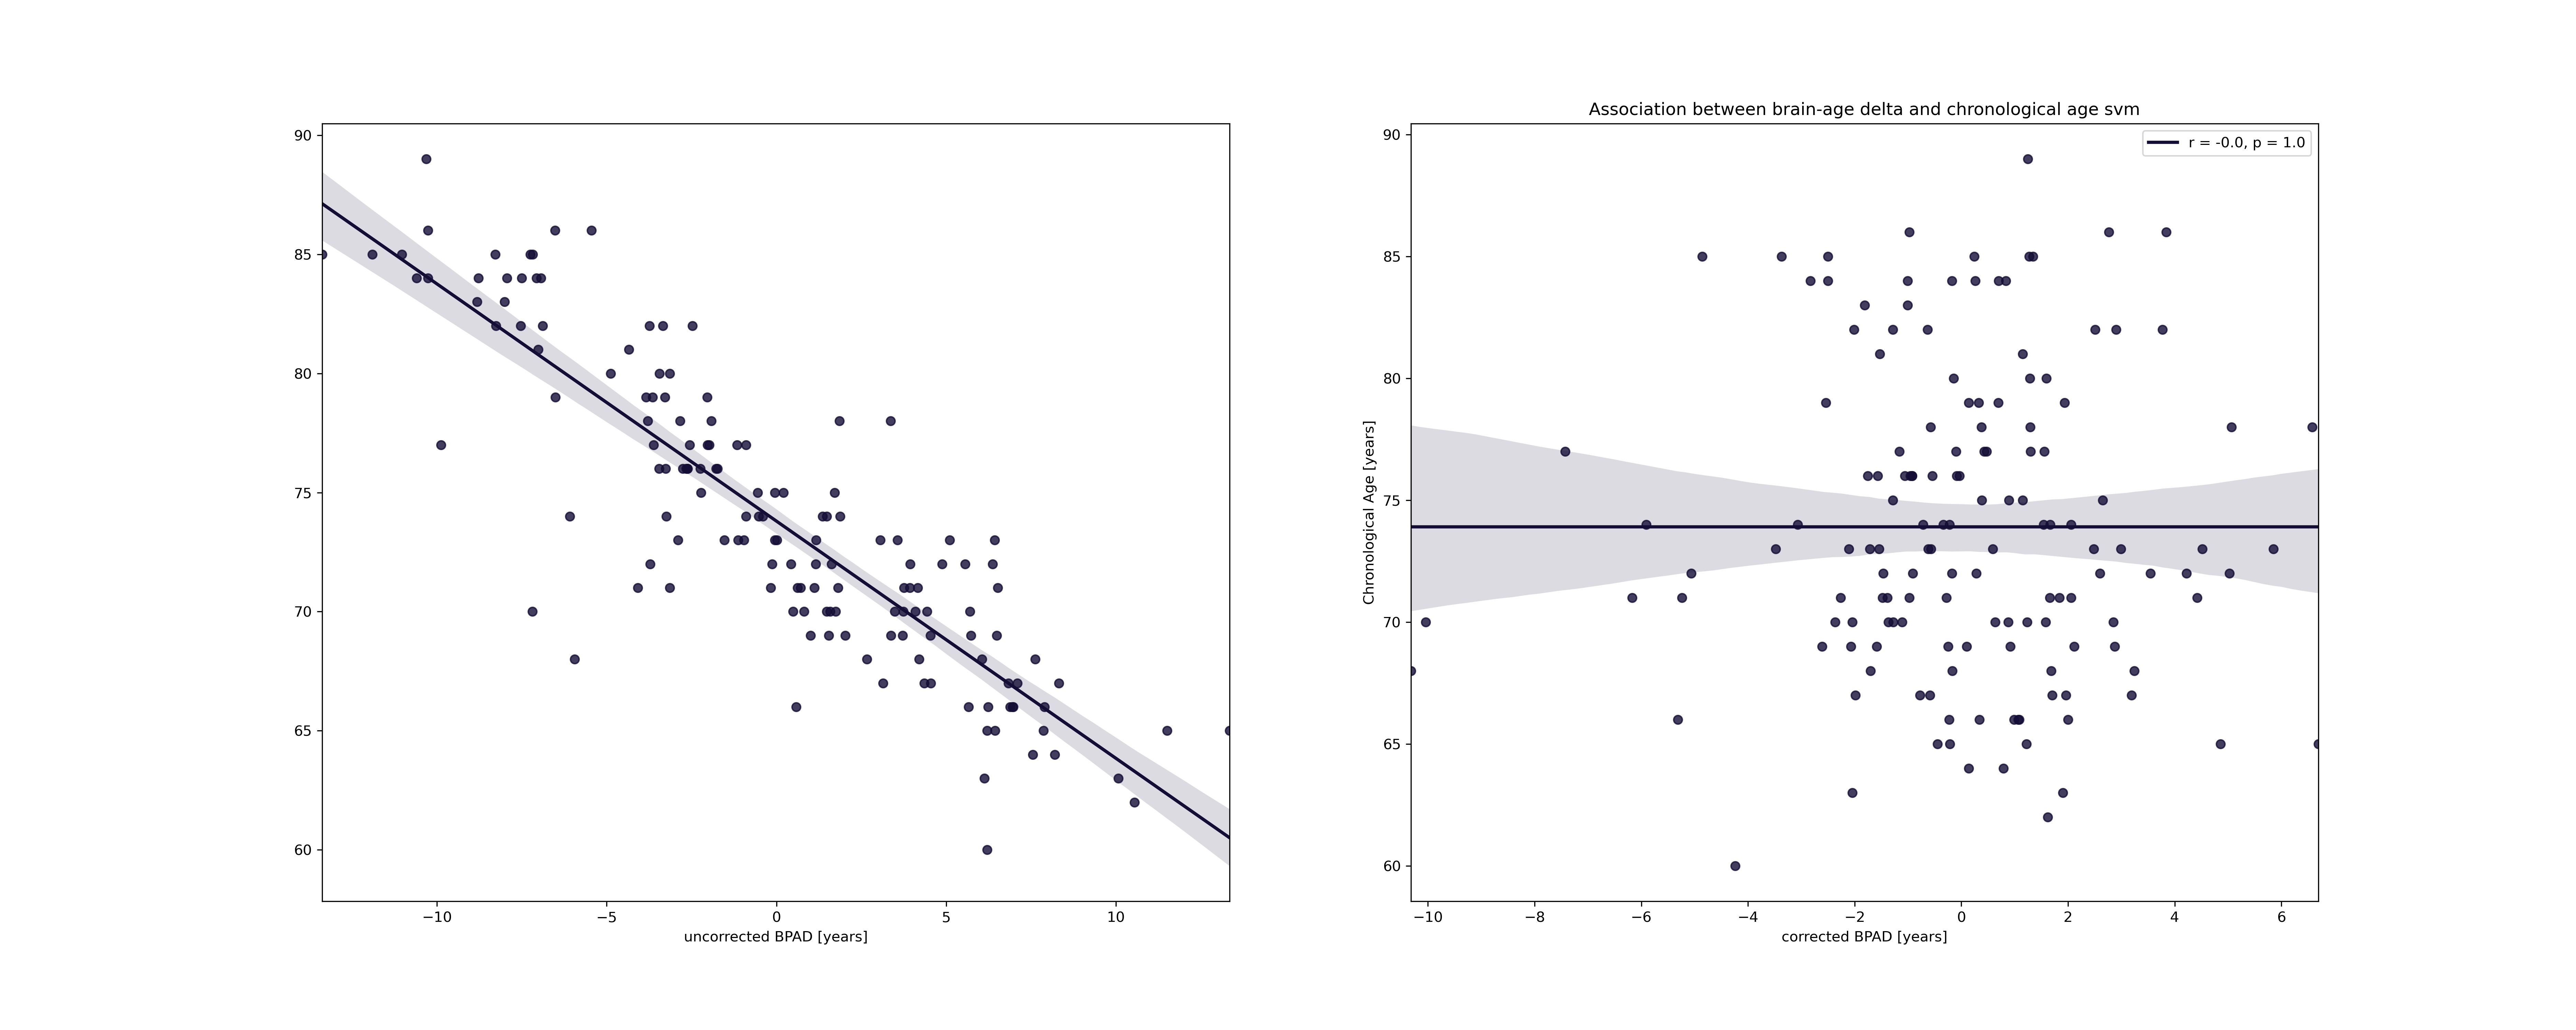 90
85
80
75
70
65
60
−10 −5 0 5 10
uncorrected BPAD [years]
Association between brain-age delta and chronological age svm
r = -0.0, p = 1.0
Chronological Age [years]
90
85
80
75
70
65
60
−10 −8 −6 −4 −2 0 2 4 6
corrected BPAD [years]